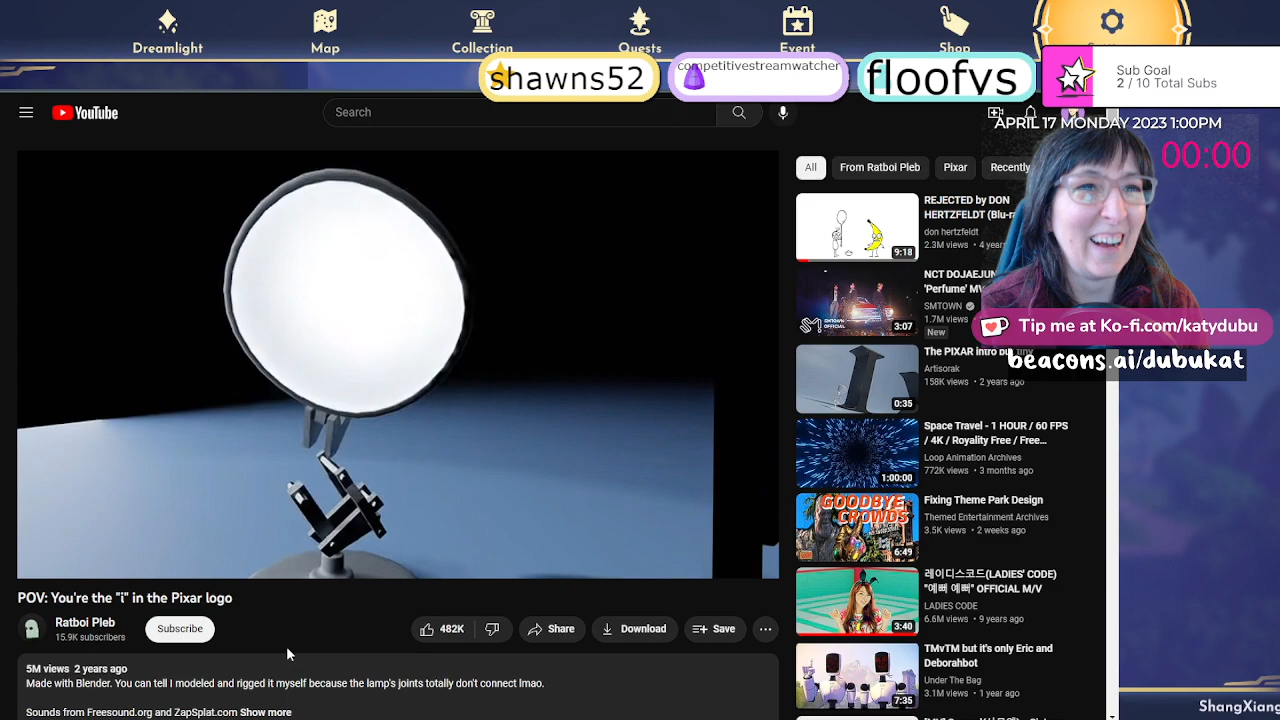 Dreamlight
Map
Collection
Quests
Event
Shop
shawns52
competitivestreamwatcher
floofys
Sub Goal
2 / 10 Total Subs
YouTube
Search
APRIL 17 MONDAY 2023 1:00PM
00:00
All
From Ratboi Pleb
Pixar
Recently
REJECTED by DON
HERTZFELDT (Blu-ra
don hertzfeldt
2.3M views · 4 years
9:18
NCT DOJAEJUN
'Perfume' MV
SMTOWN
1.7M views
New
SM TOWN OFFICIAL
3:07
Tip me at Ko-fi.com/katydubu
beacons.ai/dubukat
The PIXAR intro but
Artisorak
158K views · 2 years ago
0:35
Space Travel - 1 HOUR / 60 FPS
/ 4K / Royality Free / Free...
Loop Animation Archives
772K views · 3 months ago
1:00:00
GOODBYE
CROWDS
Fixing Theme Park Design
Themed Entertainment Archives
3.5K views · 2 weeks ago
6:49
레이디스코드(LADIES' CODE)
"예뻐 예뻐" OFFICIAL M/V
LADIES CODE
6.6M views · 9 years ago
3:40
TMvTM but it's only Eric and
Deborahbot
Under The Bag
3.1M views · 1 year ago
7:35
POV: You're the "i" in the Pixar logo
Ratboi Pleb
15.9K subscribers
Subscribe
482K
Share
Download
Save
5M views 2 years ago
Made with Blender. You can tell I modeled and rigged it myself because the lamp's joints totally don't connect lmao.
Sounds from Freesound.org and ZapSplat.com Show more
ShangXiang